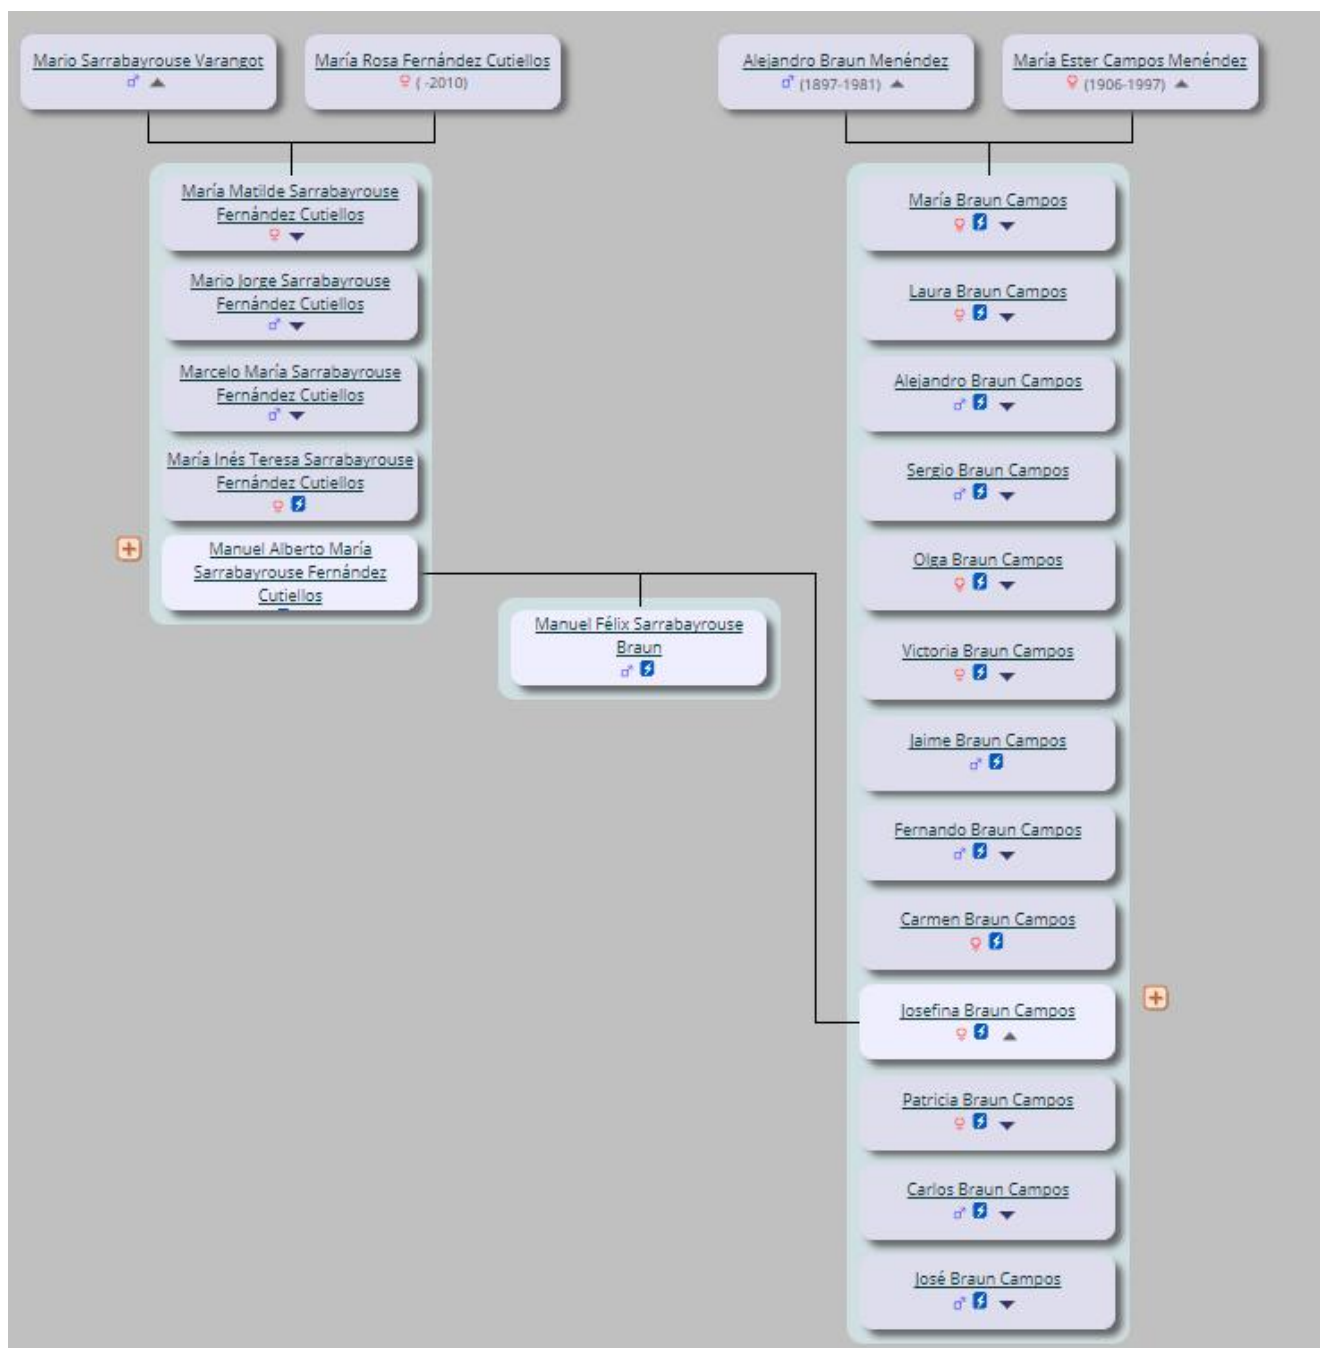 Mario Sarrabayrouse Varangot
María Rosa Fernández Cutiellos
( -2010)
Alejandro Braun Menéndez
(1897-1981)
María Ester Campos Menéndez
(1906-1997)
María Matilde Sarrabayrouse
Fernández Cutiellos
Mario Jorge Sarrabayrouse
Fernández Cutiellos
Marcelo María Sarrabayrouse
Fernández Cutiellos
María Inés Teresa Sarrabayrouse
Fernández Cutiellos
Manuel Alberto María
Sarrabayrouse Fernández
Cutiellos
Manuel Félix Sarrabayrouse
Braun
María Braun Campos
Laura Braun Campos
Alejandro Braun Campos
Sergio Braun Campos
Olga Braun Campos
Victoria Braun Campos
Jaime Braun Campos
Fernando Braun Campos
Carmen Braun Campos
Josefina Braun Campos
Patricia Braun Campos
Carlos Braun Campos
José Braun Campos